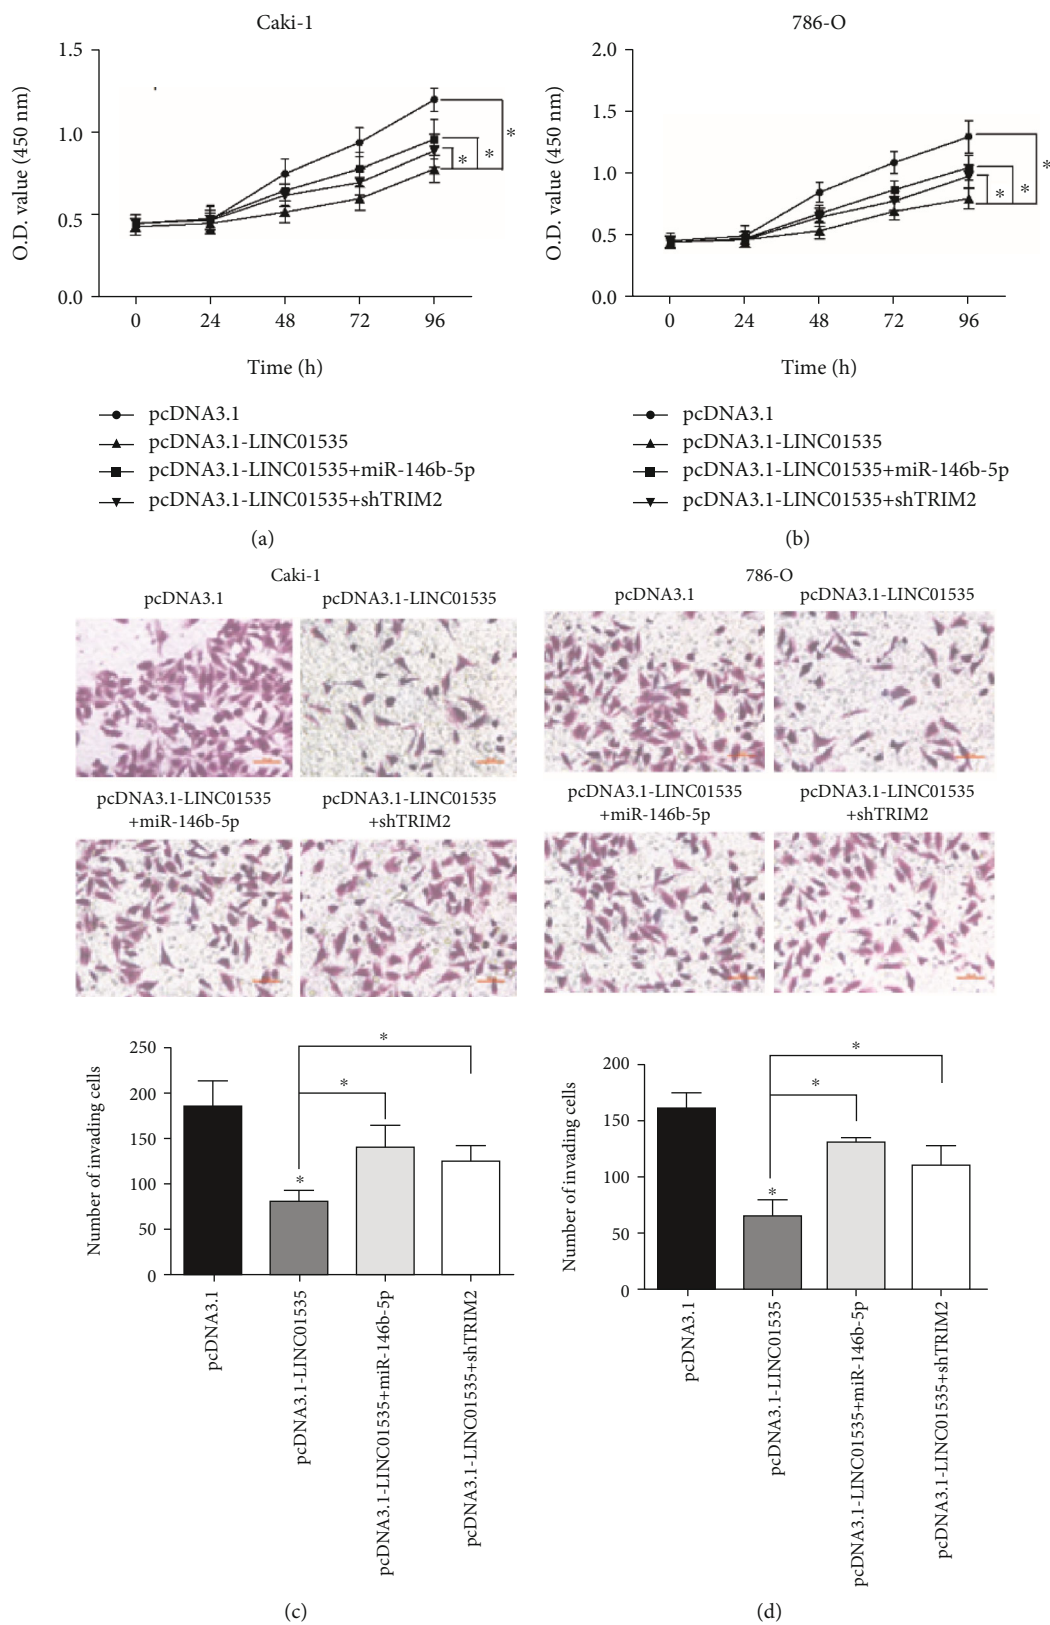 Caki-1
1.5
1.0
0.5
0.0
O.D. value (450 nm)
0 24 48 72 96
Time (h)
*
*
*
pcDNA3.1
pcDNA3.1-LINC01535
pcDNA3.1-LINC01535+miR-146b-5p
pcDNA3.1-LINC01535+shTRIM2
(a)
786-O
2.0
1.5
1.0
0.5
0.0
O.D. value (450 nm)
0 24 48 72 96
Time (h)
*
*
*
pcDNA3.1
pcDNA3.1-LINC01535
pcDNA3.1-LINC01535+miR-146b-5p
pcDNA3.1-LINC01535+shTRIM2
(b)
Caki-1
pcDNA3.1
pcDNA3.1-LINC01535
pcDNA3.1-LINC01535
+miR-146b-5p
pcDNA3.1-LINC01535
+shTRIM2
250
200
150
100
50
0
Number of invading cells
*
*
*
pcDNA3.1
pcDNA3.1-LINC01535
pcDNA3.1-LINC01535+miR-146b-5p
pcDNA3.1-LINC01535+shTRIM2
(c)
786-O
pcDNA3.1
pcDNA3.1-LINC01535
pcDNA3.1-LINC01535
+miR-146b-5p
pcDNA3.1-LINC01535
+shTRIM2
200
150
100
50
0
Number of invading cells
*
*
*
pcDNA3.1
pcDNA3.1-LINC01535
pcDNA3.1-LINC01535+miR-146b-5p
pcDNA3.1-LINC01535+shTRIM2
(d)